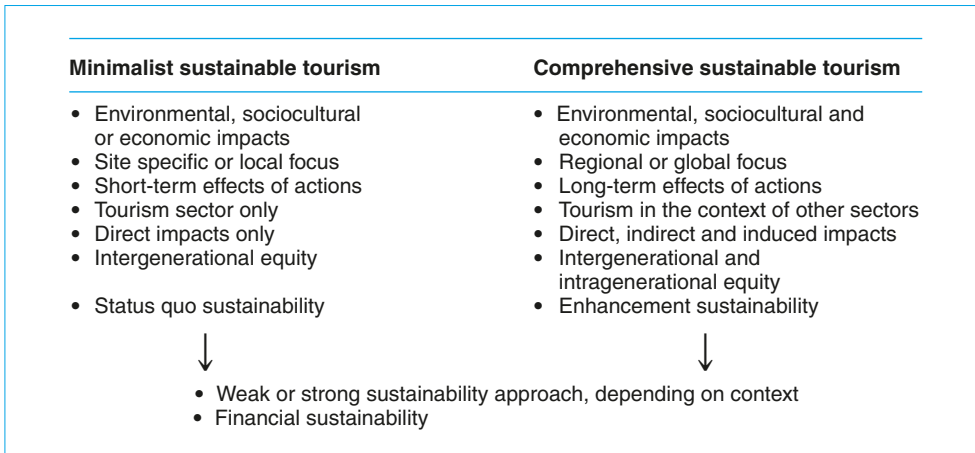 Minimalist sustainable tourism
• Environmental, sociocultural
or economic impacts
• Site specific or local focus
• Short-term effects of actions
• Tourism sector only
• Direct impacts only
• Intergenerational equity
• Status quo sustainability
Comprehensive sustainable tourism
• Environmental, sociocultural and
economic impacts
• Regional or global focus
• Long-term effects of actions
• Tourism in the context of other sectors
• Direct, indirect and induced impacts
• Intergenerational and
intragenerational equity
• Enhancement sustainability
• Weak or strong sustainability approach, depending on context
• Financial sustainability